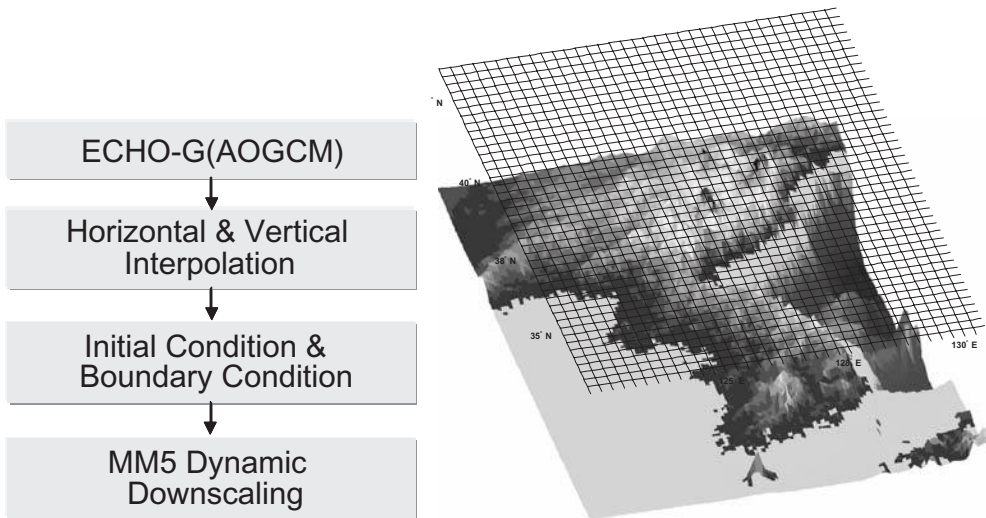 ECHO-G(AOGCM)
Horizontal & Vertical
Interpolation
Initial Condition &
Boundary Condition
MM5 Dynamic
Downscaling
° N
40° N
38° N
35° N
125° E
128° E
130° E